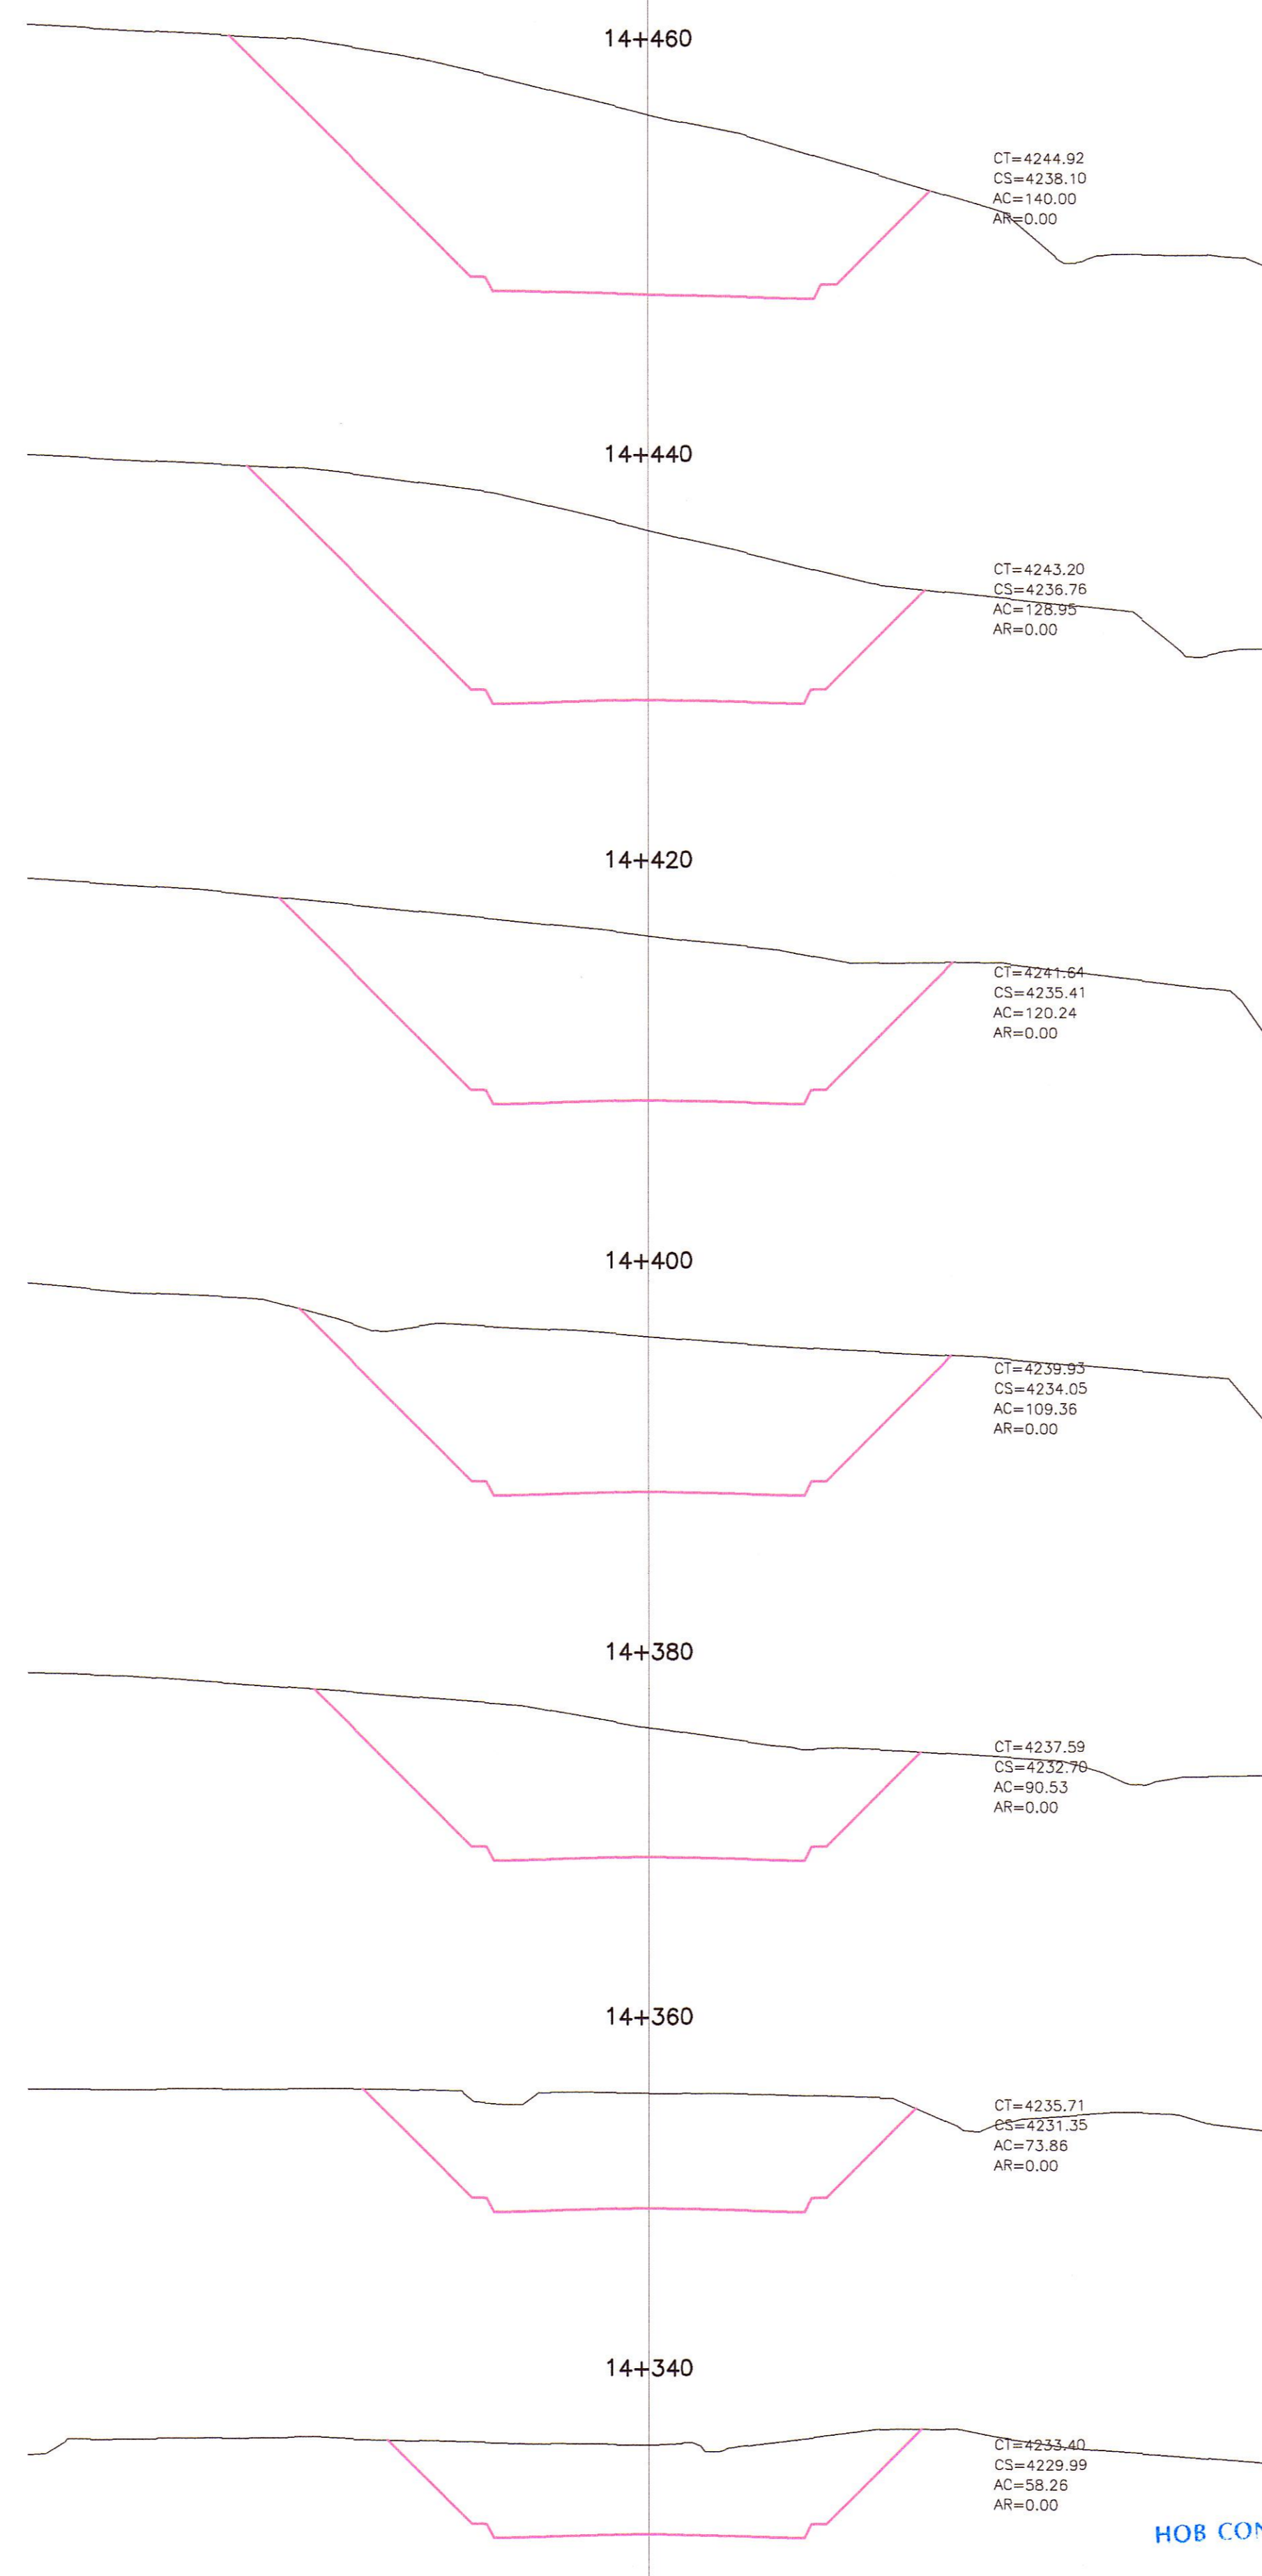 14+460
CT=4244.92
CS=4238.10
AC=140.00
AR=0.00
14+440
CT=4243.20
CS=4236.76
AC=128.95
AR=0.00
14+420
CT=4241.64
CS=4235.41
AC=120.24
AR=0.00
14+400
CT=4239.93
CS=4234.05
AC=109.36
AR=0.00
14+380
CT=4237.59
CS=4232.70
AC=90.53
AR=0.00
14+360
CT=4235.71
CS=4231.35
AC=73.86
AR=0.00
14+340
CT=4233.40
CS=4229.99
AC=58.26
AR=0.00
HOB